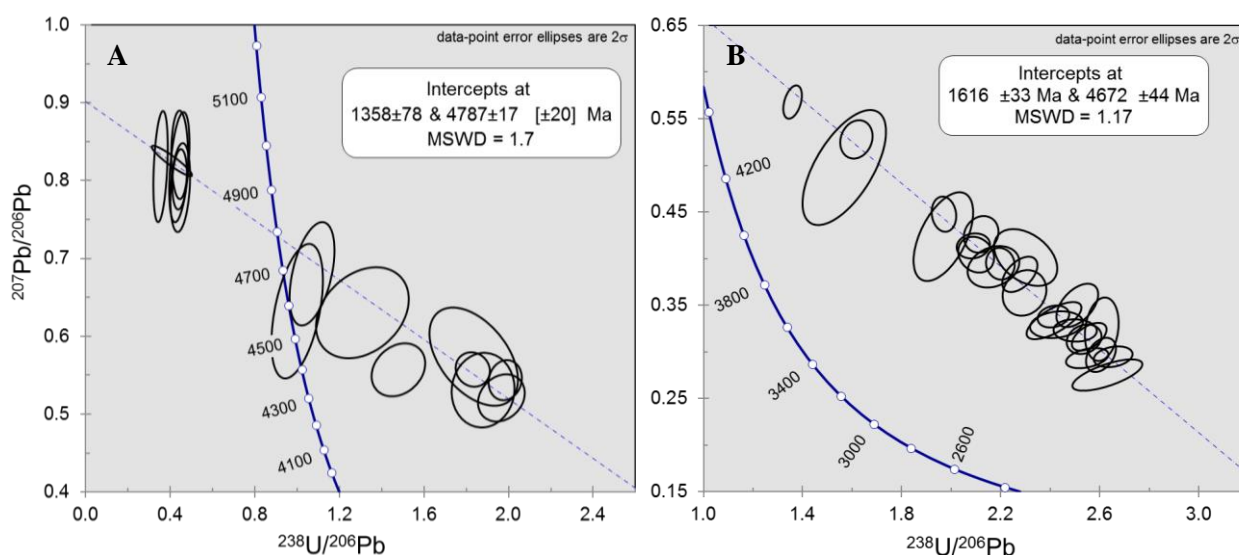 A
data-point error ellipses are 2σ
Intercepts at
1358±78 & 4787±17 [±20] Ma
MSWD = 1.7
5100
4900
4700
4500
4300
4100
1.0
0.9
0.8
0.7
0.6
0.5
0.4
0.0
0.4
0.8
1.2
1.6
2.0
2.4
207Pb/206Pb
238U/206Pb
B
data-point error ellipses are 2σ
Intercepts at
1616 ±33 Ma & 4672 ±44 Ma
MSWD = 1.17
4200
3800
3400
3000
2600
0.65
0.55
0.45
0.35
0.25
0.15
1.0
1.4
1.8
2.2
2.6
3.0
238U/206Pb